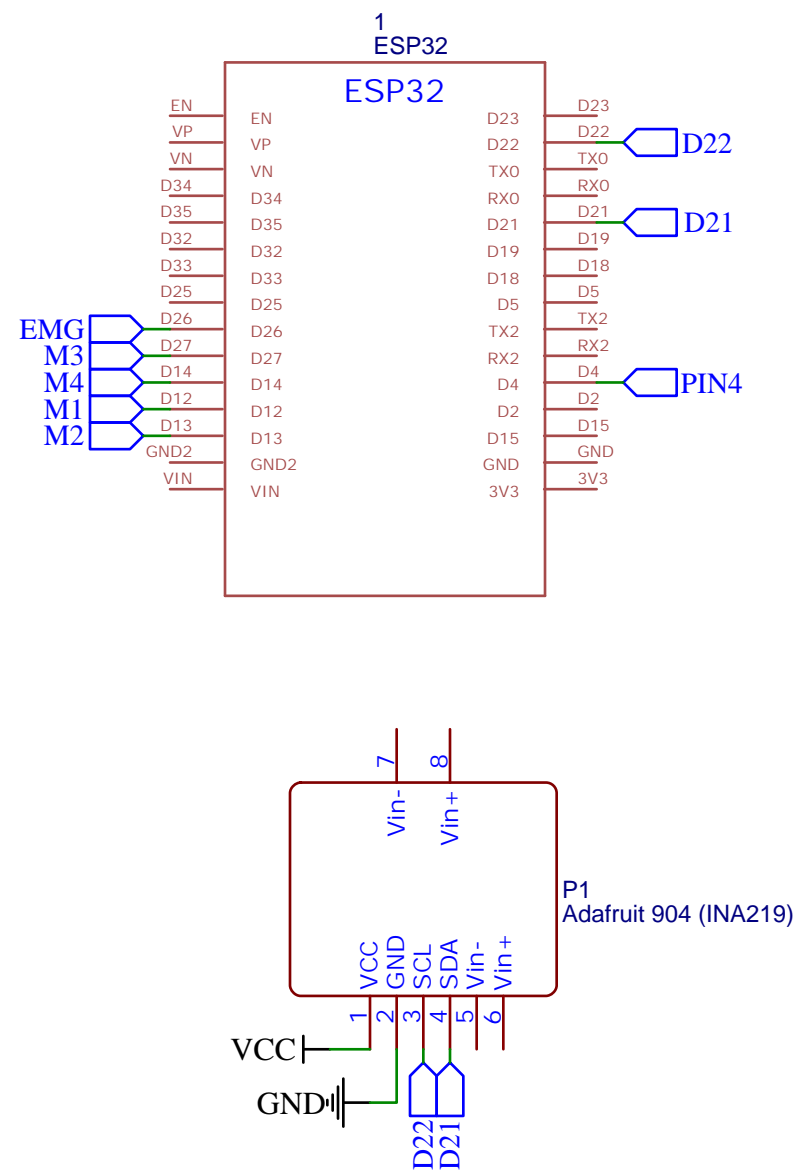 1
ESP32
ESP32
EN EN D23 D23
VP VP D22 D22 D22
VN VN TX0 TX0
D34 D34 RX0 RX0
D35 D35 D21 D21 D21
D32 D32 D19 D19
D33 D33 D18 D18
D25 D25 D5 D5
EMG D26 D26 TX2 TX2
M3 D27 D27 RX2 RX2
M4 D14 D14 D4 D4 PIN4
M1 D12 D12 D2 D2
M2 D13 D13 D15 D15
GND2 GND2 GND GND
VIN VIN 3V3 3V3
7 8
Vin- Vin+
P1
Adafruit 904 (INA219)
VCC GND SCL SDA Vin- Vin+
1 2 3 4 5 6
VCC
GND
D22 D21